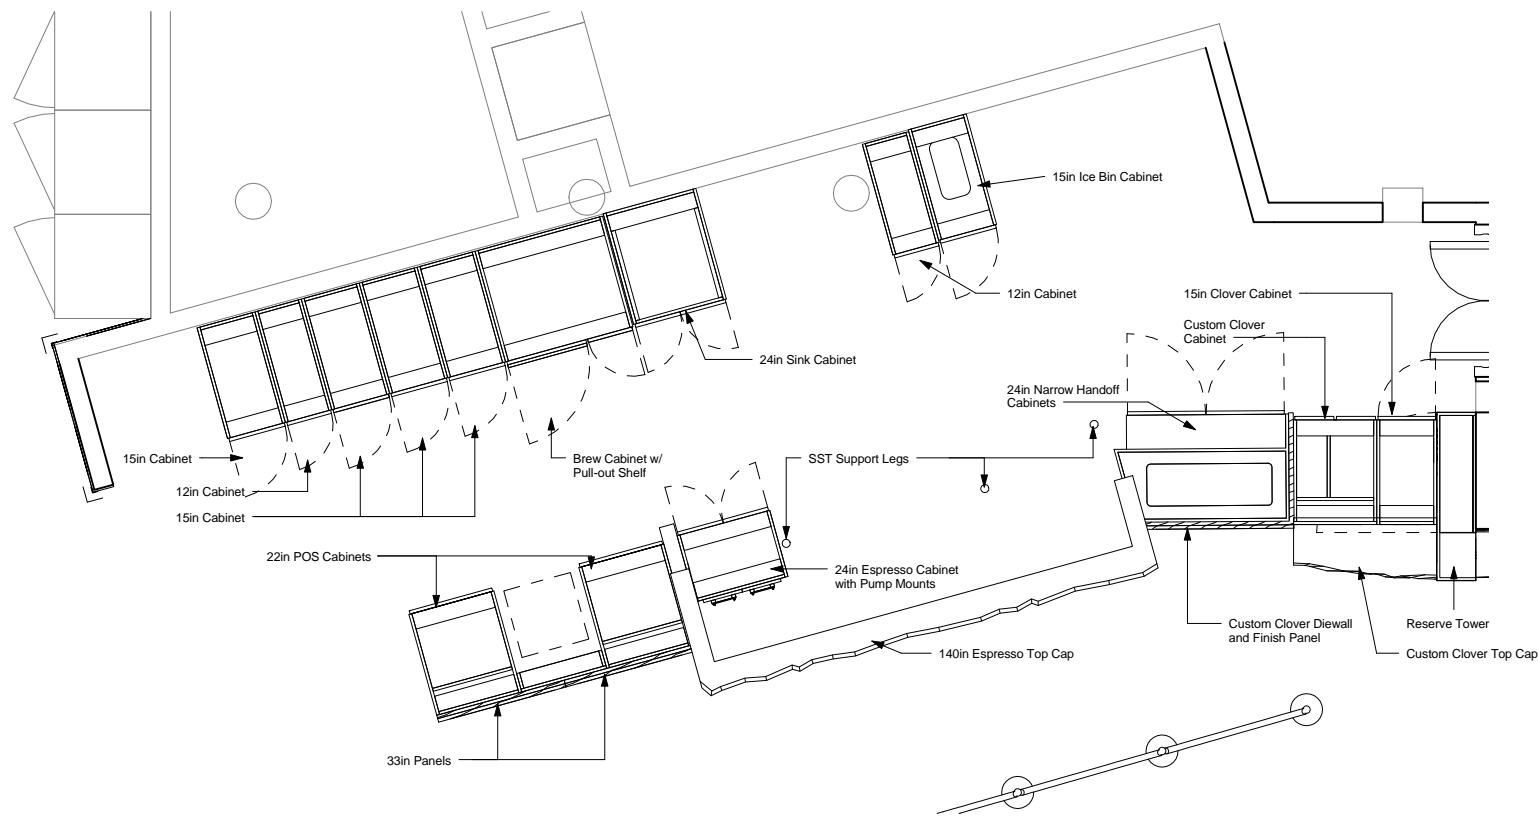 15in Ice Bin Cabinet
12in Cabinet
15in Clover Cabinet
Custom Clover
Cabinet
24in Sink Cabinet
24in Narrow Handoff
Cabinets
15in Cabinet
Brew Cabinet w/
Pull-out Shelf
SST Support Legs
12in Cabinet
15in Cabinet
22in POS Cabinets
24in Espresso Cabinet
with Pump Mounts
Custom Clover Diewall
and Finish Panel
Reserve Tower
140in Espresso Top Cap
Custom Clover Top Cap
33in Panels